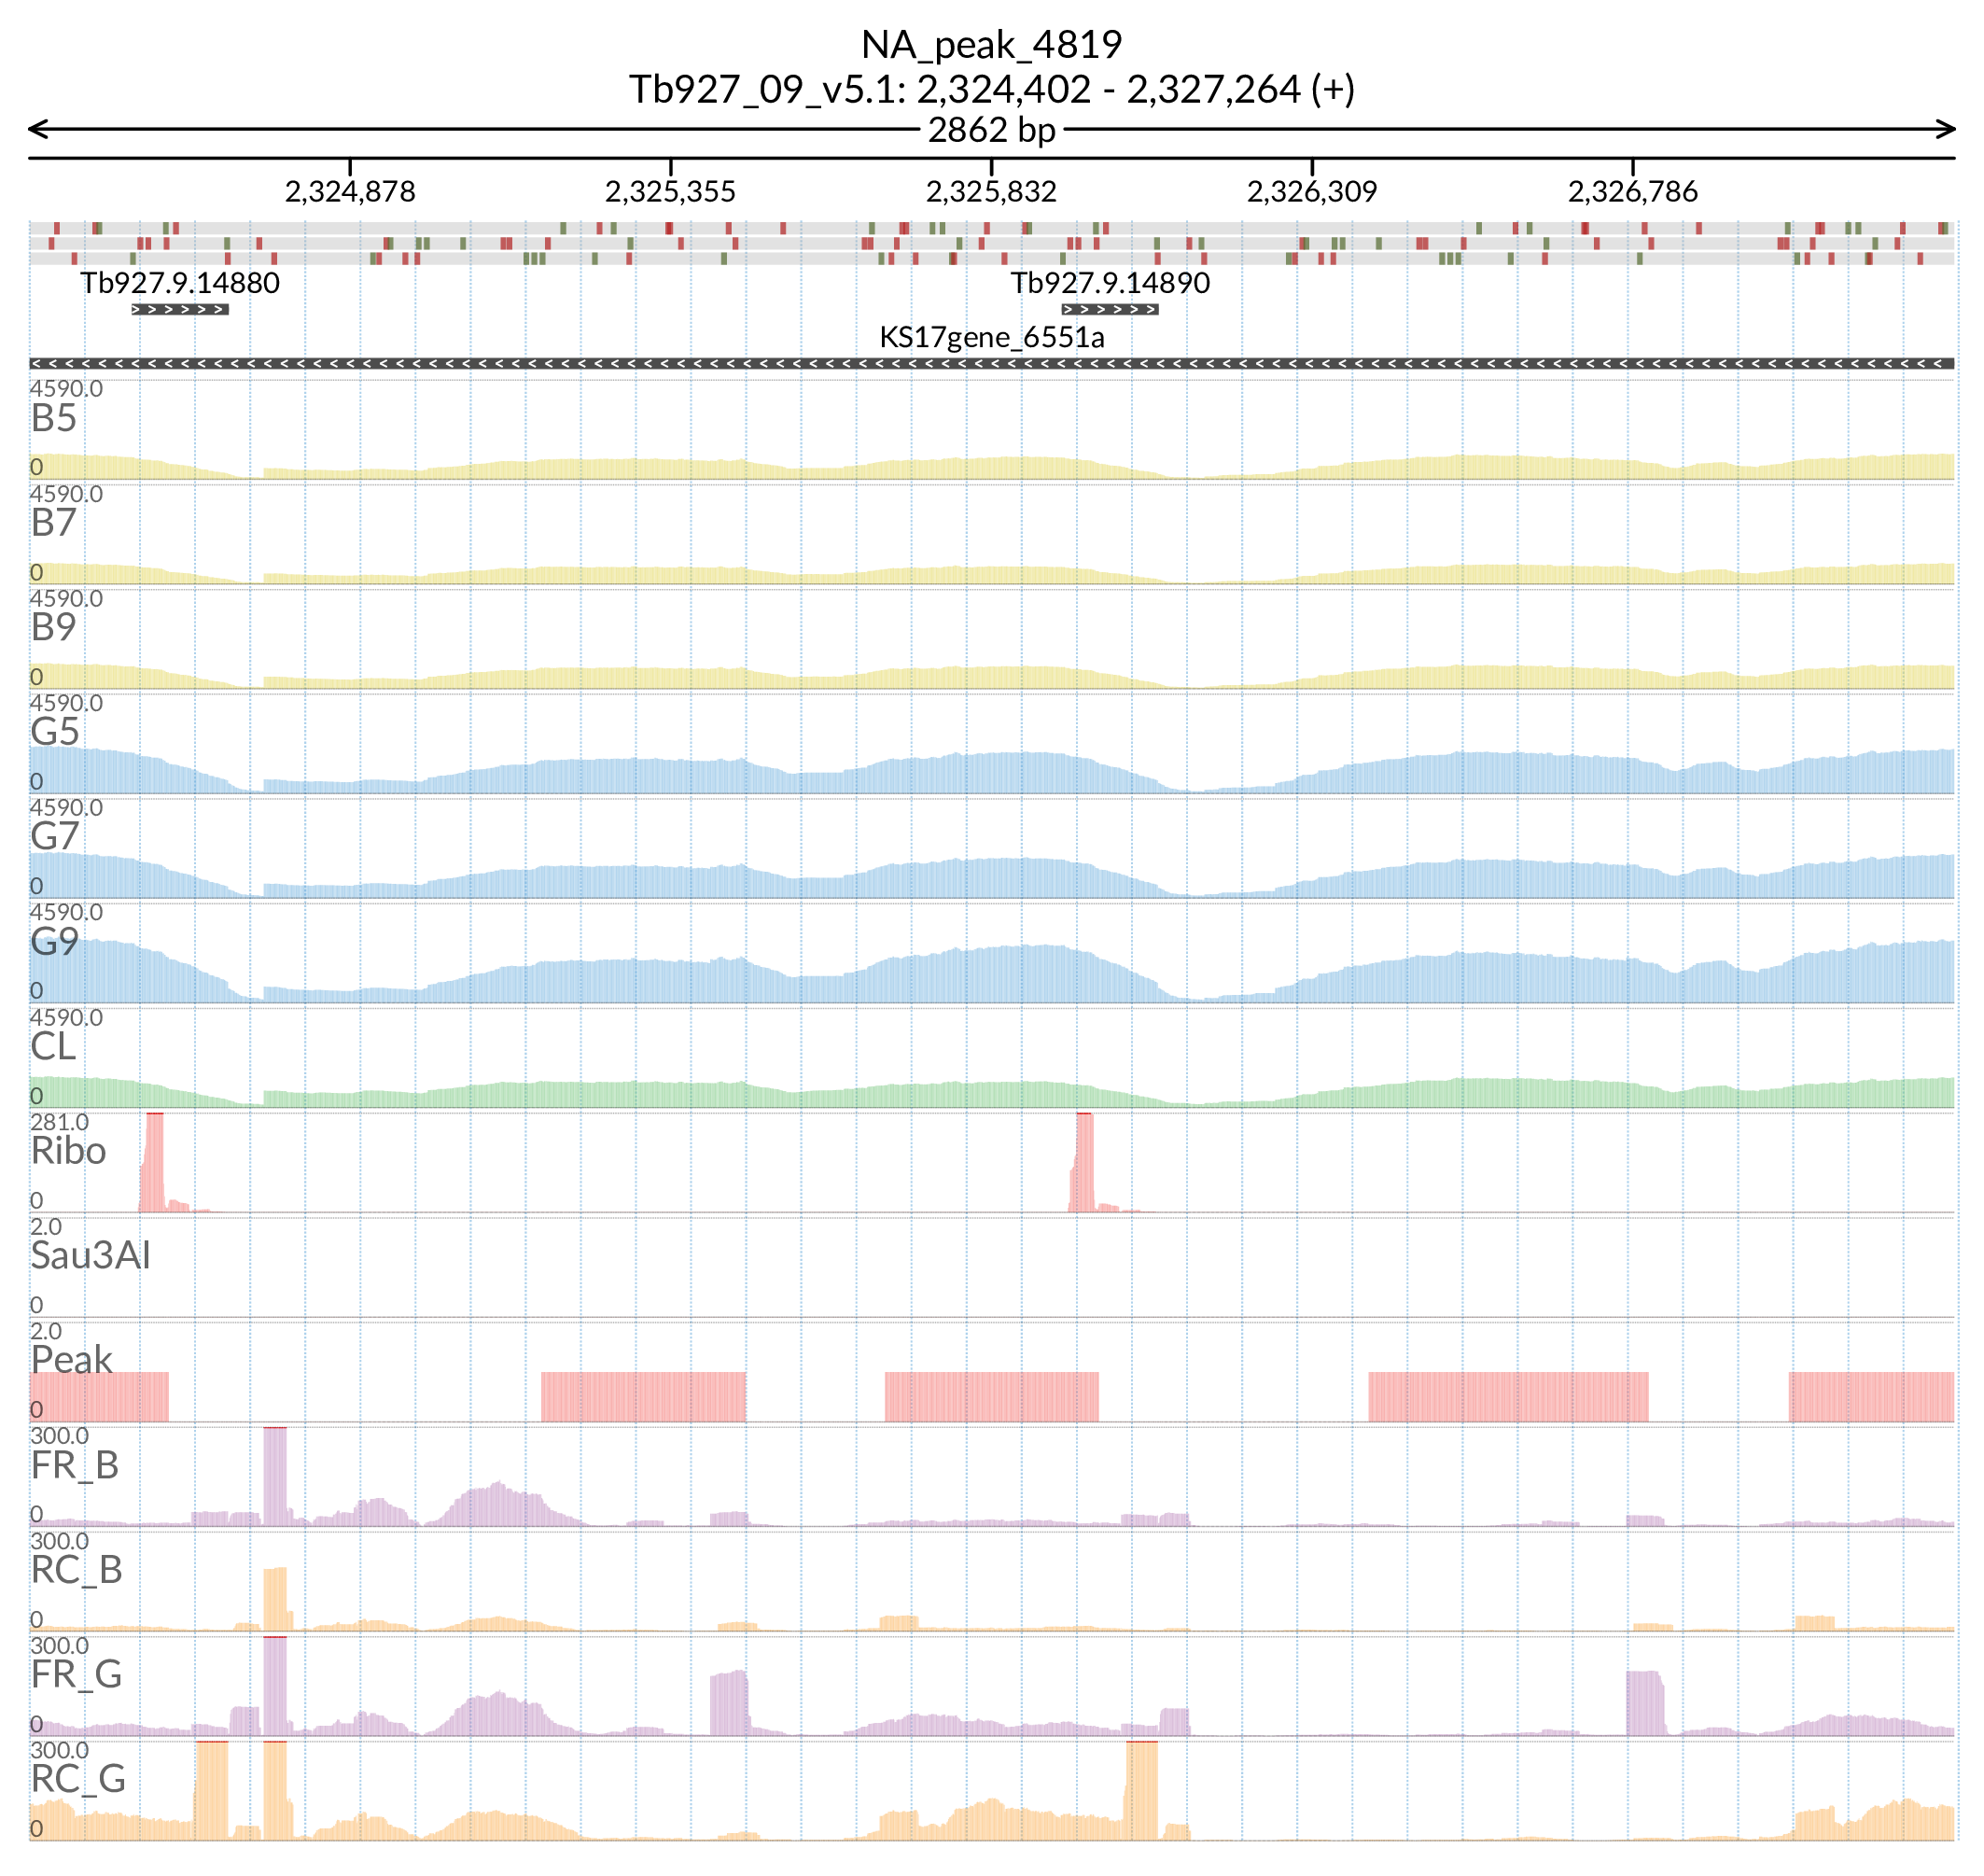 NA_peak_4819
Tb927_09_v5.1: 2,324,402 - 2,327,264 (+)
2862 bp
2,324,878 2,325,355 2,325,832 2,326,309 2,326,786
Tb927.9.14880 Tb927.9.14890
KS17gene_6551a
4590.0
B5
0
4590.0
B7
0
4590.0
B9
0
4590.0
G5
0
4590.0
G7
0
4590.0
G9
0
4590.0
CL
0
281.0
Ribo
0
2.0
Sau3AI
0
2.0
Peak
0
300.0
FR_B
0
300.0
RC_B
0
300.0
FR_G
0
300.0
RC_G
0